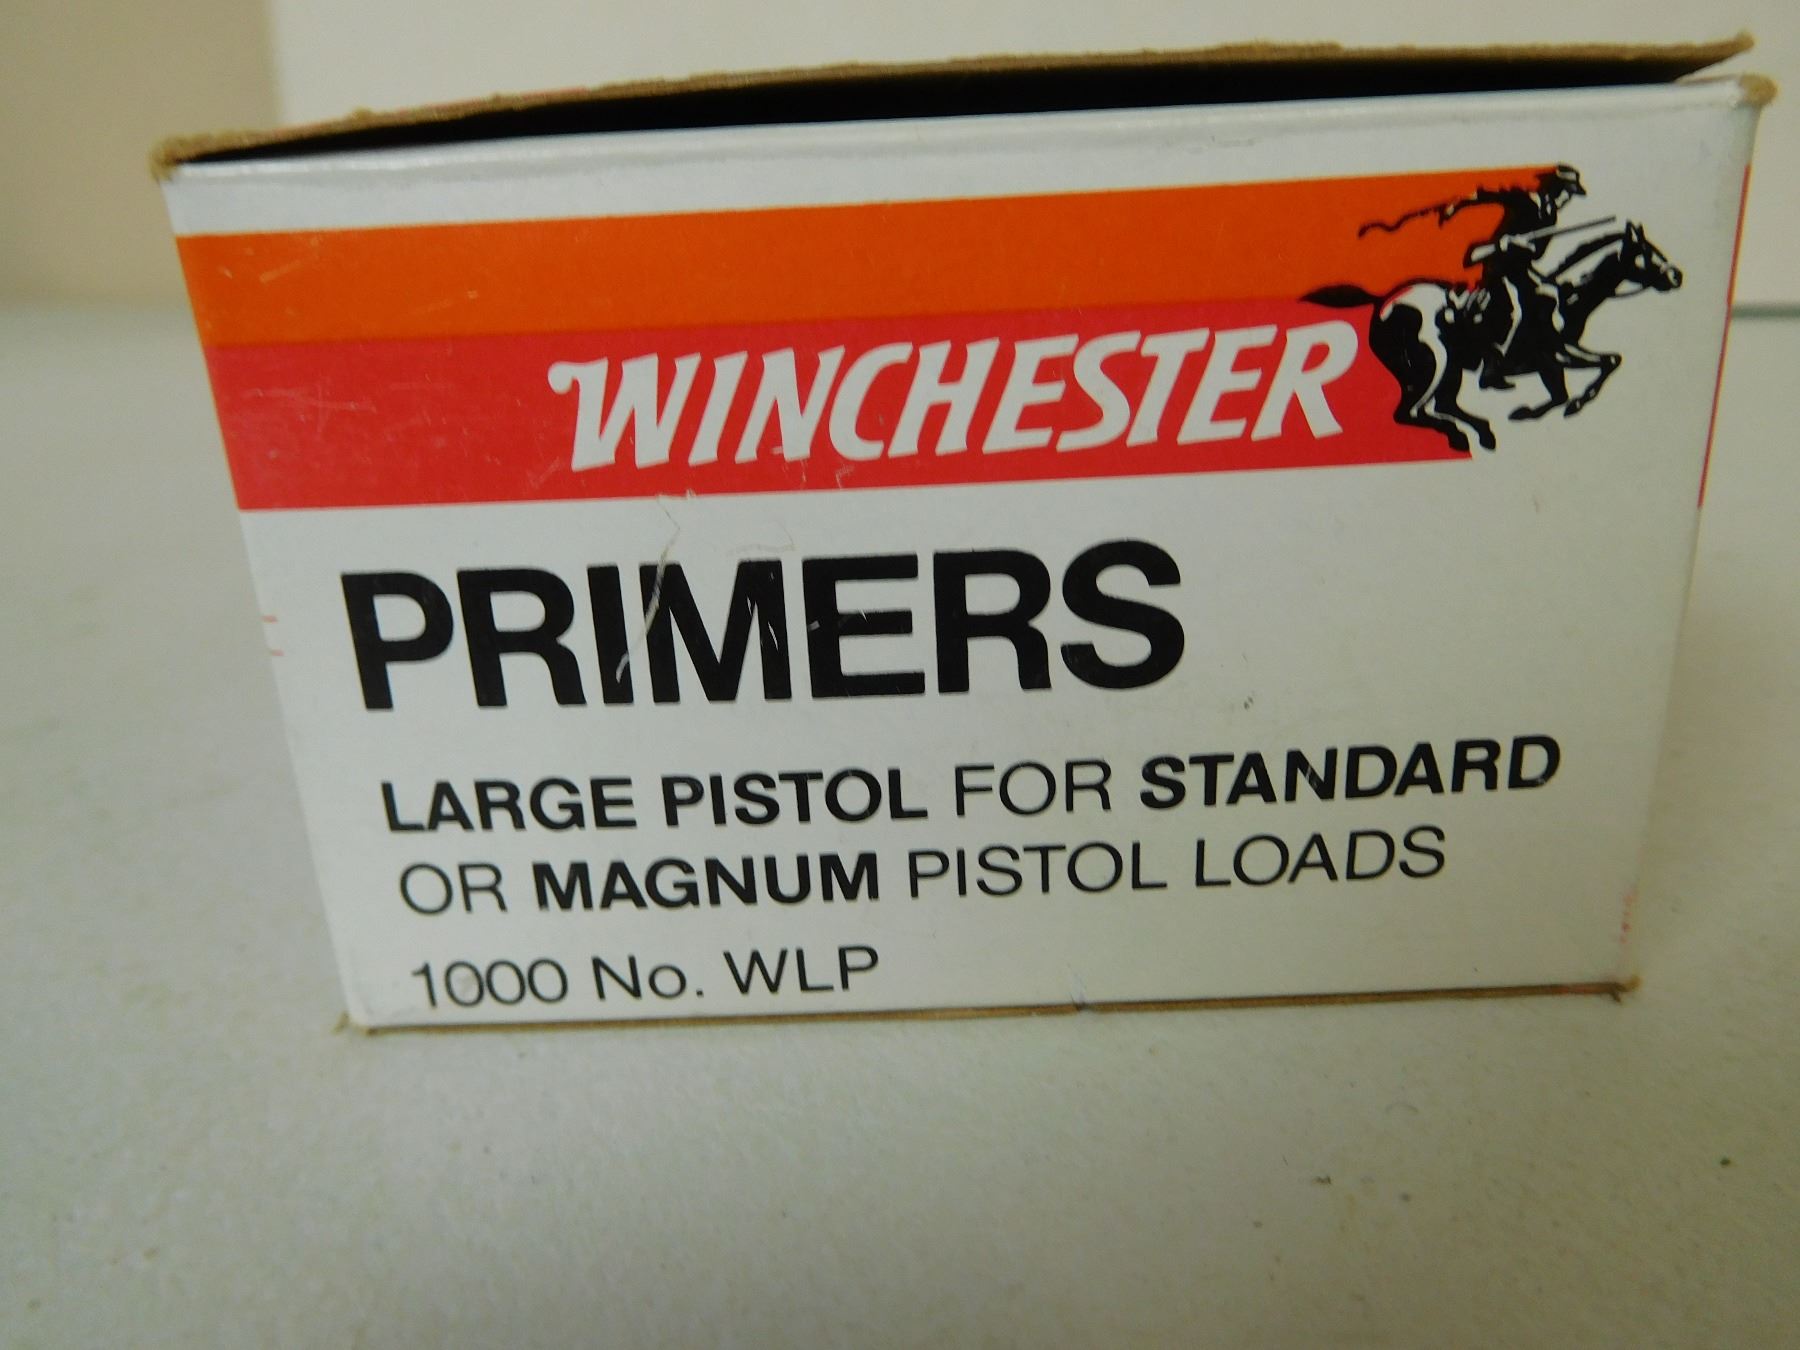 WINCHESTER
PRIMERS
LARGE PISTOL FOR STANDARD
OR MAGNUM PISTOL LOADS
1000 No. WLP